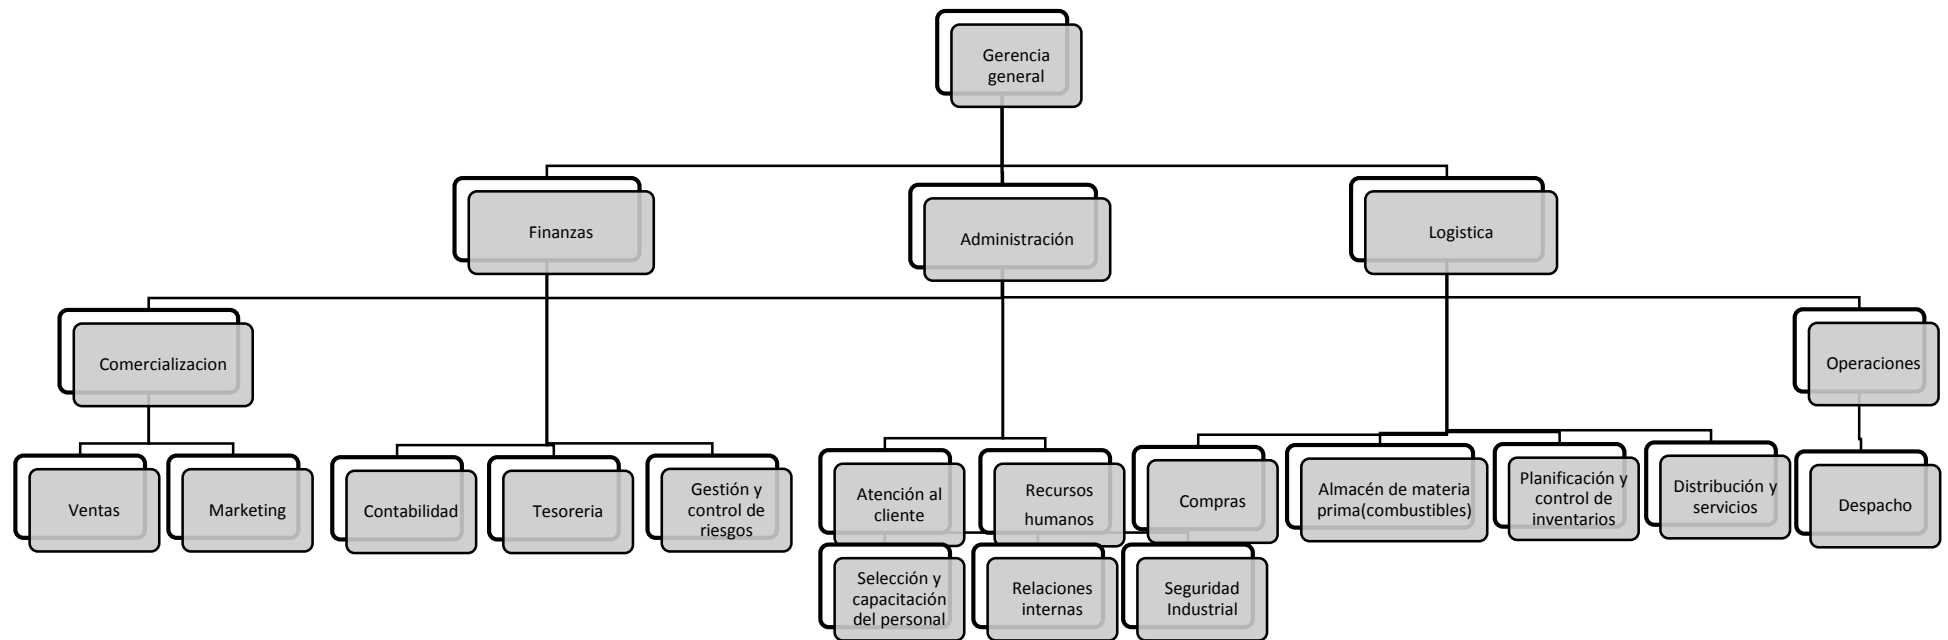 Gerencia
general
Finanzas
Administración
Logistica
Comercializacion
Operaciones
Ventas
Marketing
Contabilidad
Tesoreria
Gestión y
control de
riesgos
Atención al
cliente
Recursos
humanos
Compras
Almacén de materia
prima(combustibles)
Planificación y
control de
inventarios
Distribución y
servicios
Despacho
Selección y
capacitación
del personal
Relaciones
internas
Seguridad
Industrial